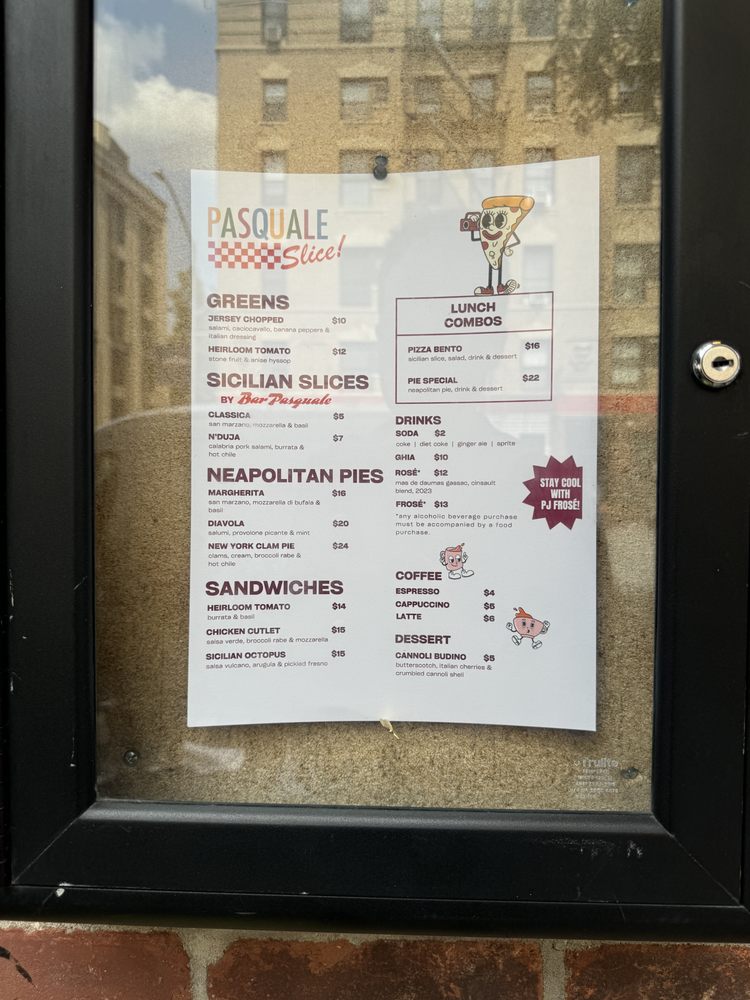 PASQUALE
Slice!
GREENS
JERSEY CHOPPED $10
salami, caciocavallo, banana peppers &
italian dressing
HEIRLOOM TOMATO $12
stone fruit & anise hyssop
SICILIAN SLICES
BY Bar Pasquale
CLASSICA $5
san marzano, mozzarella & basil
N'DUJA $7
calabria pork salami, burrata &
hot chile
NEAPOLITAN PIES
MARGHERITA $16
san marzano, mozzarella di bufala &
basil
DIAVOLA $20
salumi, provolone picante & mint
NEW YORK CLAM PIE $24
clams, cream, broccoli rabe &
hot chile
SANDWICHES
HEIRLOOM TOMATO $14
burrata & basil
CHICKEN CUTLET $15
salsa verde, broccoli rabe & mozzarella
SICILIAN OCTOPUS $15
salsa vulcano, arugula & pickled fresno
LUNCH
COMBOS
PIZZA BENTO $16
sicilian slice, salad, drink & dessert
PIE SPECIAL $22
neapolitan pie, drink & dessert
DRINKS
SODA $2
coke | diet coke | ginger ale | sprite
GHIA $10
ROSÉ* $12
mas de daumas gassac, cinsault
blend, 2023
FROSÉ* $13
*any alcoholic beverage purchase
must be accompanied by a food
purchase.
STAY COOL
WITH
PJ FROSÉ!
COFFEE
ESPRESSO $4
CAPPUCCINO $5
LATTE $6
DESSERT
CANNOLI BUDINO $5
butterscotch, italian cherries &
crumbled cannoli shell